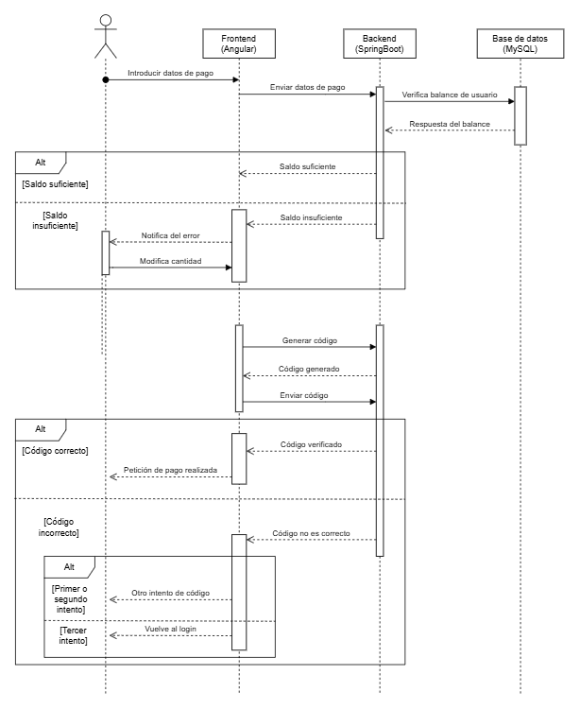 Frontend
(Angular)
Backend
(SpringBoot)
Base de datos
(MySQL)
Introducir datos de pago
Enviar datos de pago
Verifica balance de usuario
Respuesta del balance
Alt
Saldo suficiente
[Saldo suficiente]
[Saldo
insuficiente]
Saldo insuficiente
Notifica del error
Modifica cantidad
Generar código
Código generado
Enviar código
Alt
Código verificado
[Código correcto]
Petición de pago realizada
[Código
incorrecto]
Código no es correcto
Alt
[Primer o
segundo
intento]
Otro intento de código
[Tercer
intento]
Vuelve al login